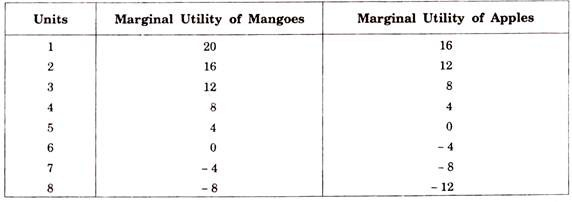 Units Marginal Utility of Mangoes Marginal Utility of Apples
1 20 16
2 16 12
3 12 8
4 8 4
5 4 0
6 0 – 4
7 – 4 – 8
8 – 8 – 12